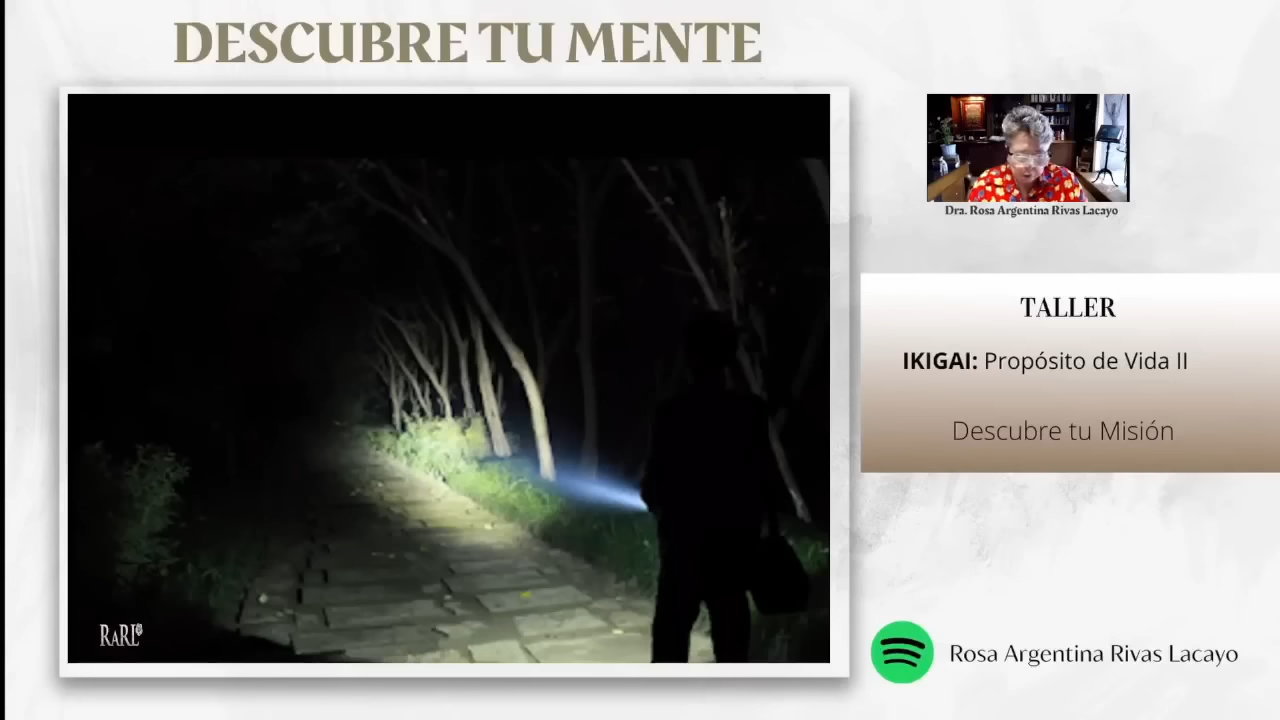 DESCUBRE TU MENTE
Dra. Rosa Argentina Rivas Lacayo
TALLER
IKIGAI: Propósito de Vida II
Descubre tu Misión
RARL
Rosa Argentina Rivas Lacayo